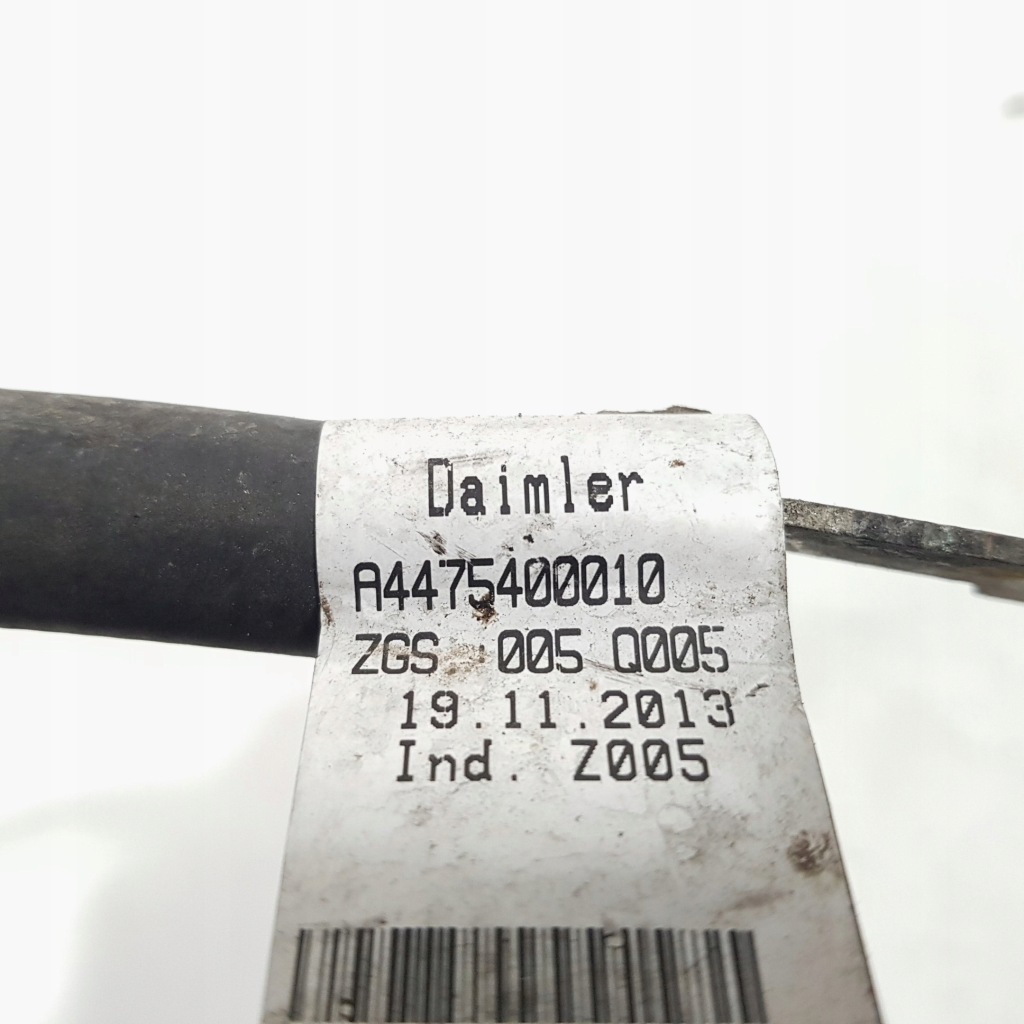 Daimler
A4475400010
ZGS 005 Q005
19.11.2013
Ind. Z005